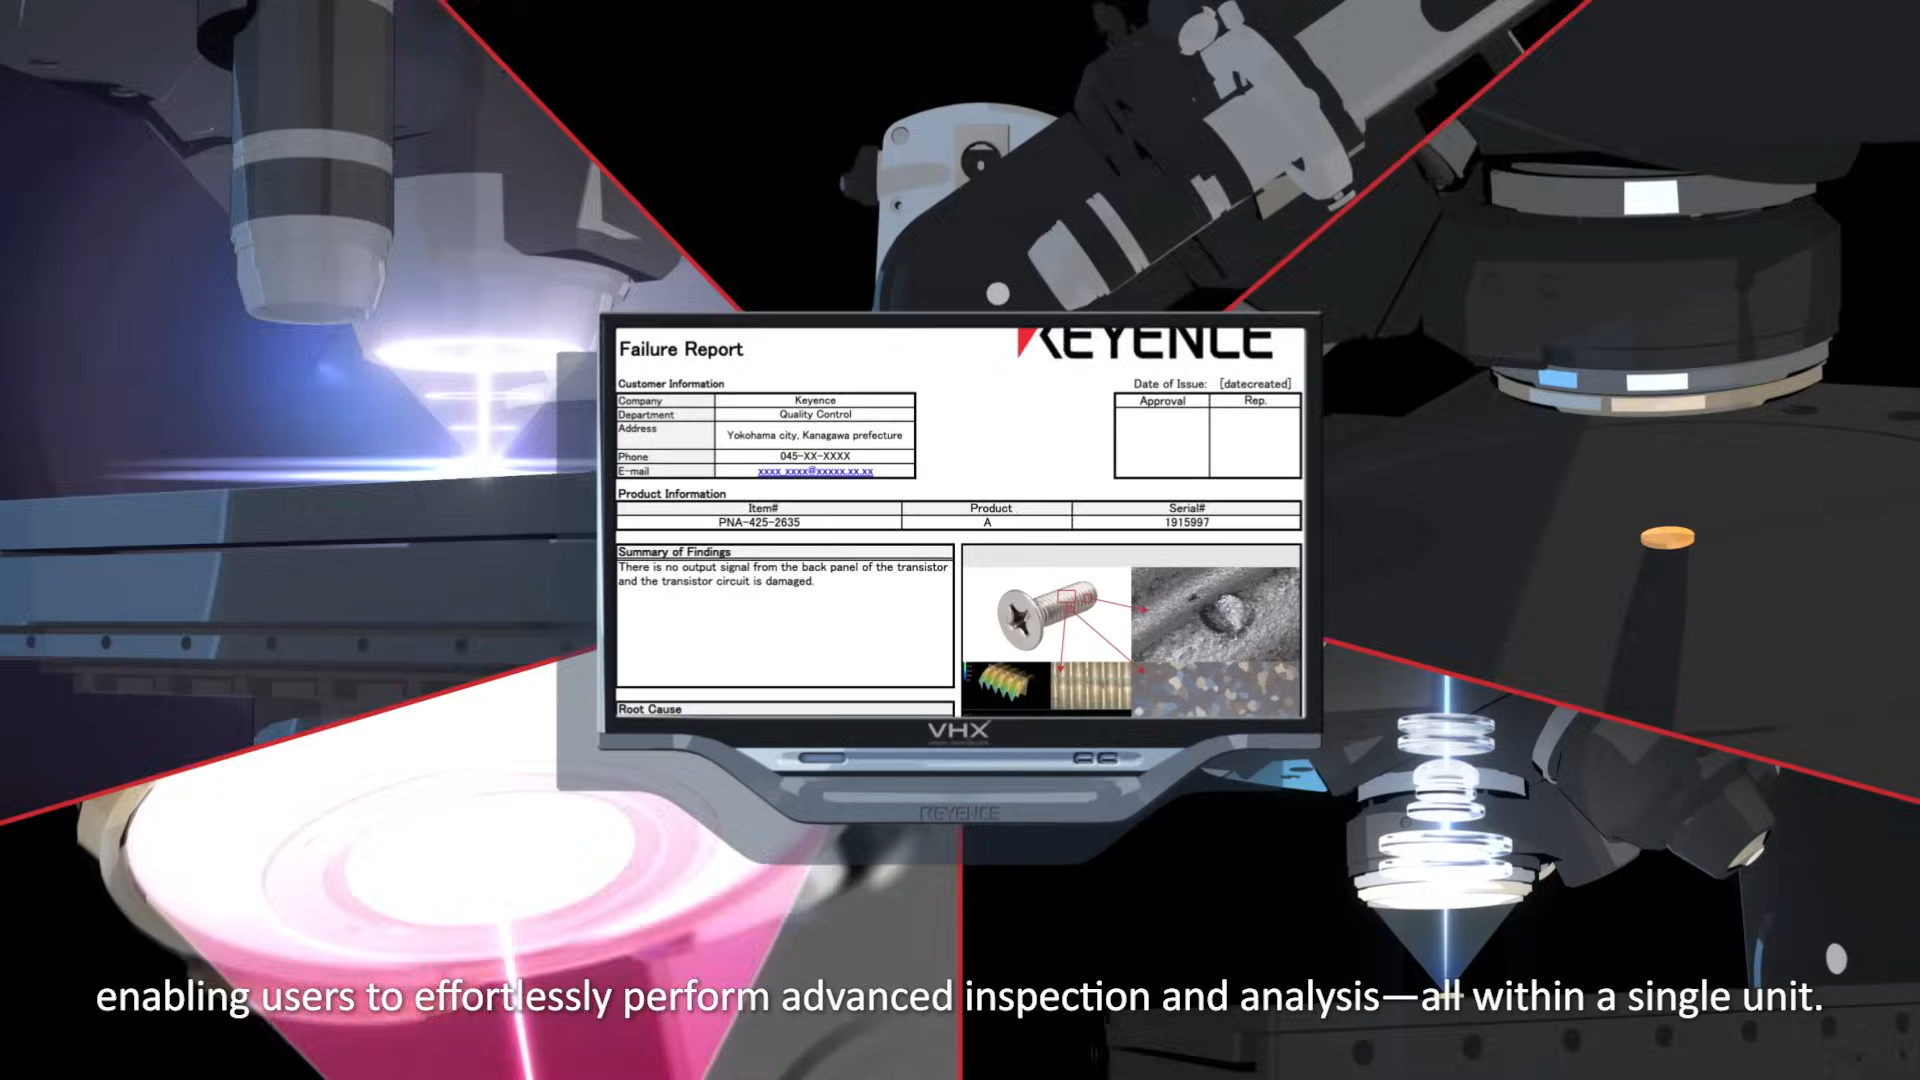 Failure Report
KEYENCE
Customer Information
Date of Issue: [datecreated]
Company Keyence
Department Quality Control
Address Yokohama city, Kanagawa prefecture
Phone 045-XX-XXXX
E-mail xxxx_xxxx@xxxxx.xx.xx
Approval Rep.
Product Information
Item# Product Serial#
PNA-425-2635 A 1915997
Summary of Findings
There is no output signal from the back panel of the transistor
and the transistor circuit is damaged.
Root Cause
VHX
KEYENCE
enabling users to effortlessly perform advanced inspection and analysis—all within a single unit.